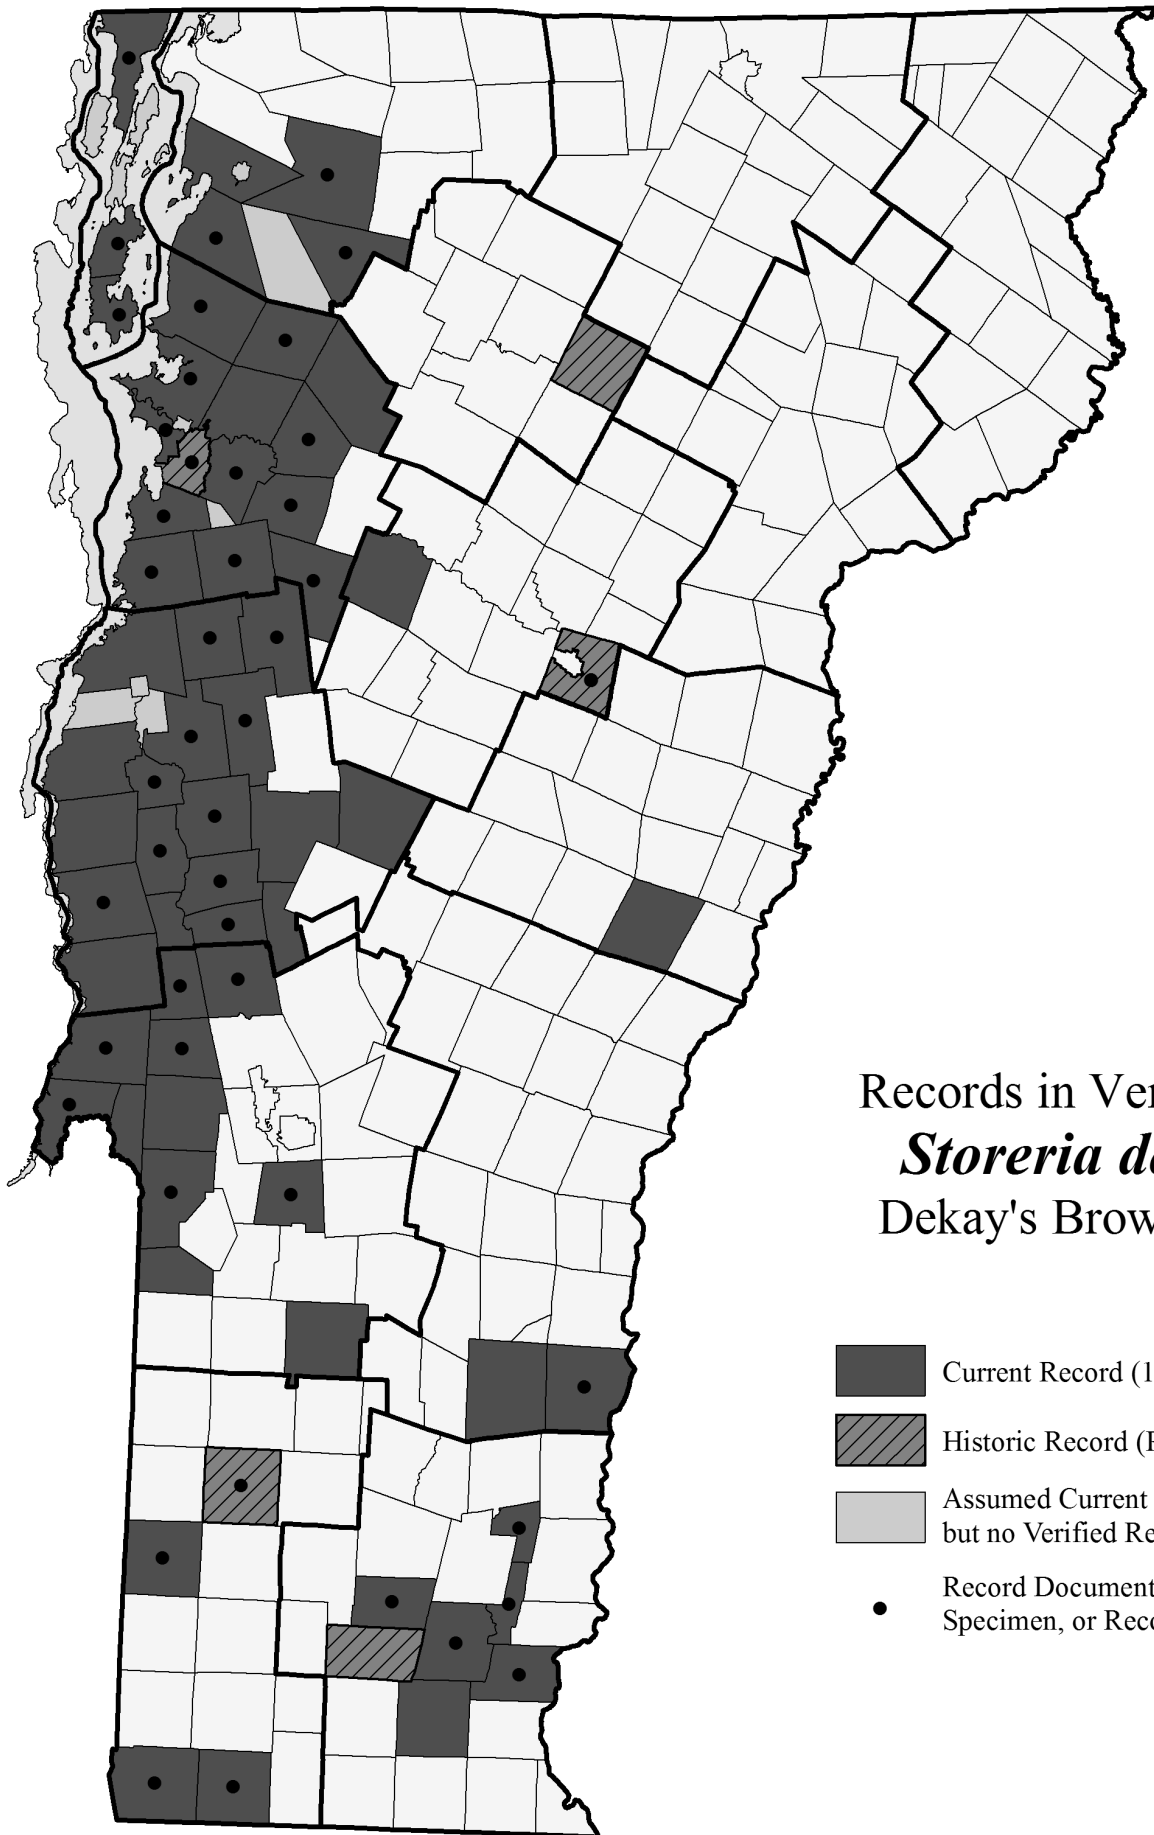 Records in Ver
Storeria d
Dekay's Brow
Current Record (1
Historic Record (
Assumed Current
but no Verified Re
Record Document
Specimen, or Reco